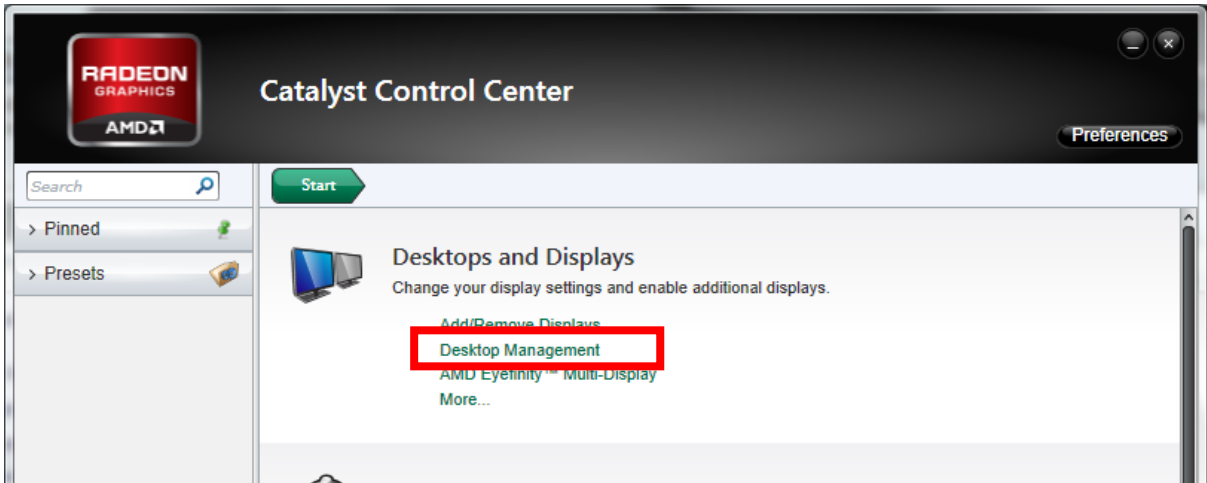 RADEON
GRAPHICS
AMD
Catalyst Control Center
Preferences
Search
Start
> Pinned
> Presets
Desktops and Displays
Change your display settings and enable additional displays.
Add/Remove Displays
Desktop Management
AMD Eyefinity™ Multi-Display
More...